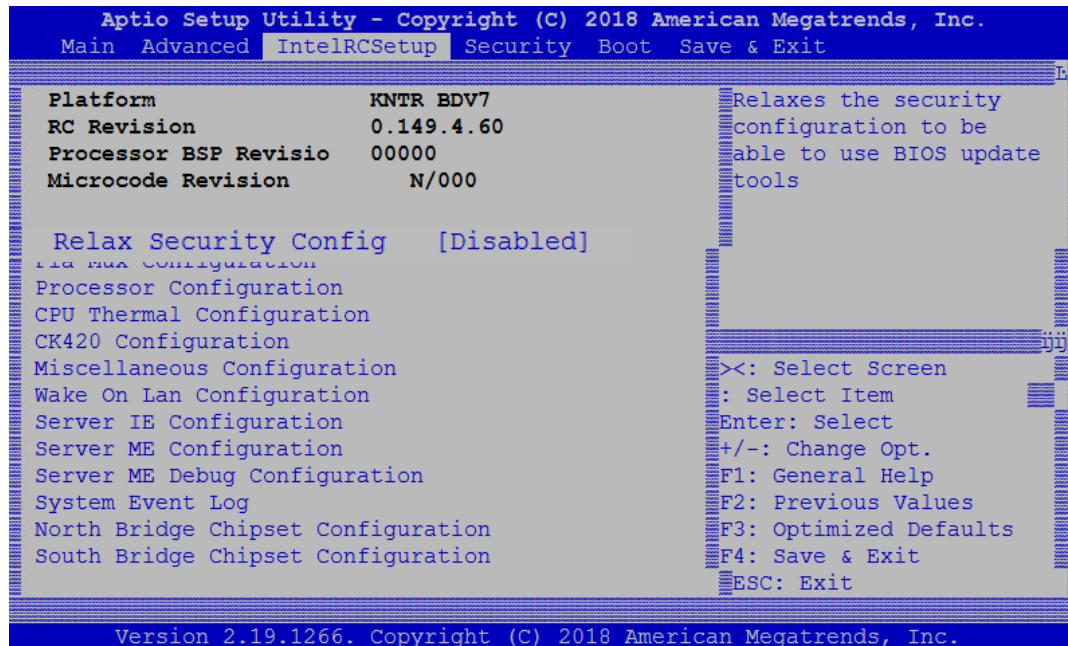 Aptio Setup Utility - Copyright (C) 2018 American Megatrends, Inc.
Main Advanced IntelRCSetup Security Boot Save & Exit
Platform KNTR BDV7
RC Revision 0.149.4.60
Processor BSP Revisio 00000
Microcode Revision N/000
Relax Security Config [Disabled]
Configuration
Processor Configuration
CPU Thermal Configuration
CK420 Configuration
Miscellaneous Configuration
Wake On Lan Configuration
Server IE Configuration
Server ME Configuration
Server ME Debug Configuration
System Event Log
North Bridge Chipset Configuration
South Bridge Chipset Configuration
Relaxes the security
configuration to be
able to use BIOS update
tools
><: Select Screen
: Select Item
Enter: Select
+/-: Change Opt.
F1: General Help
F2: Previous Values
F3: Optimized Defaults
F4: Save & Exit
ESC: Exit
Version 2.19.1266. Copyright (C) 2018 American Megatrends, Inc.